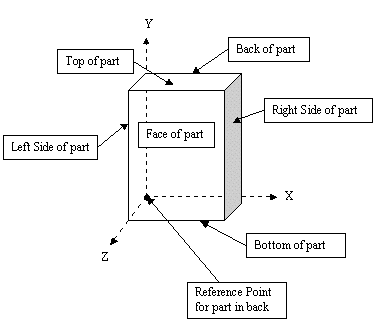 Y
Back of part
Top of part
Right Side of part
Face of part
Left Side of part
X
Bottom of part
Z
Reference Point
for part in back